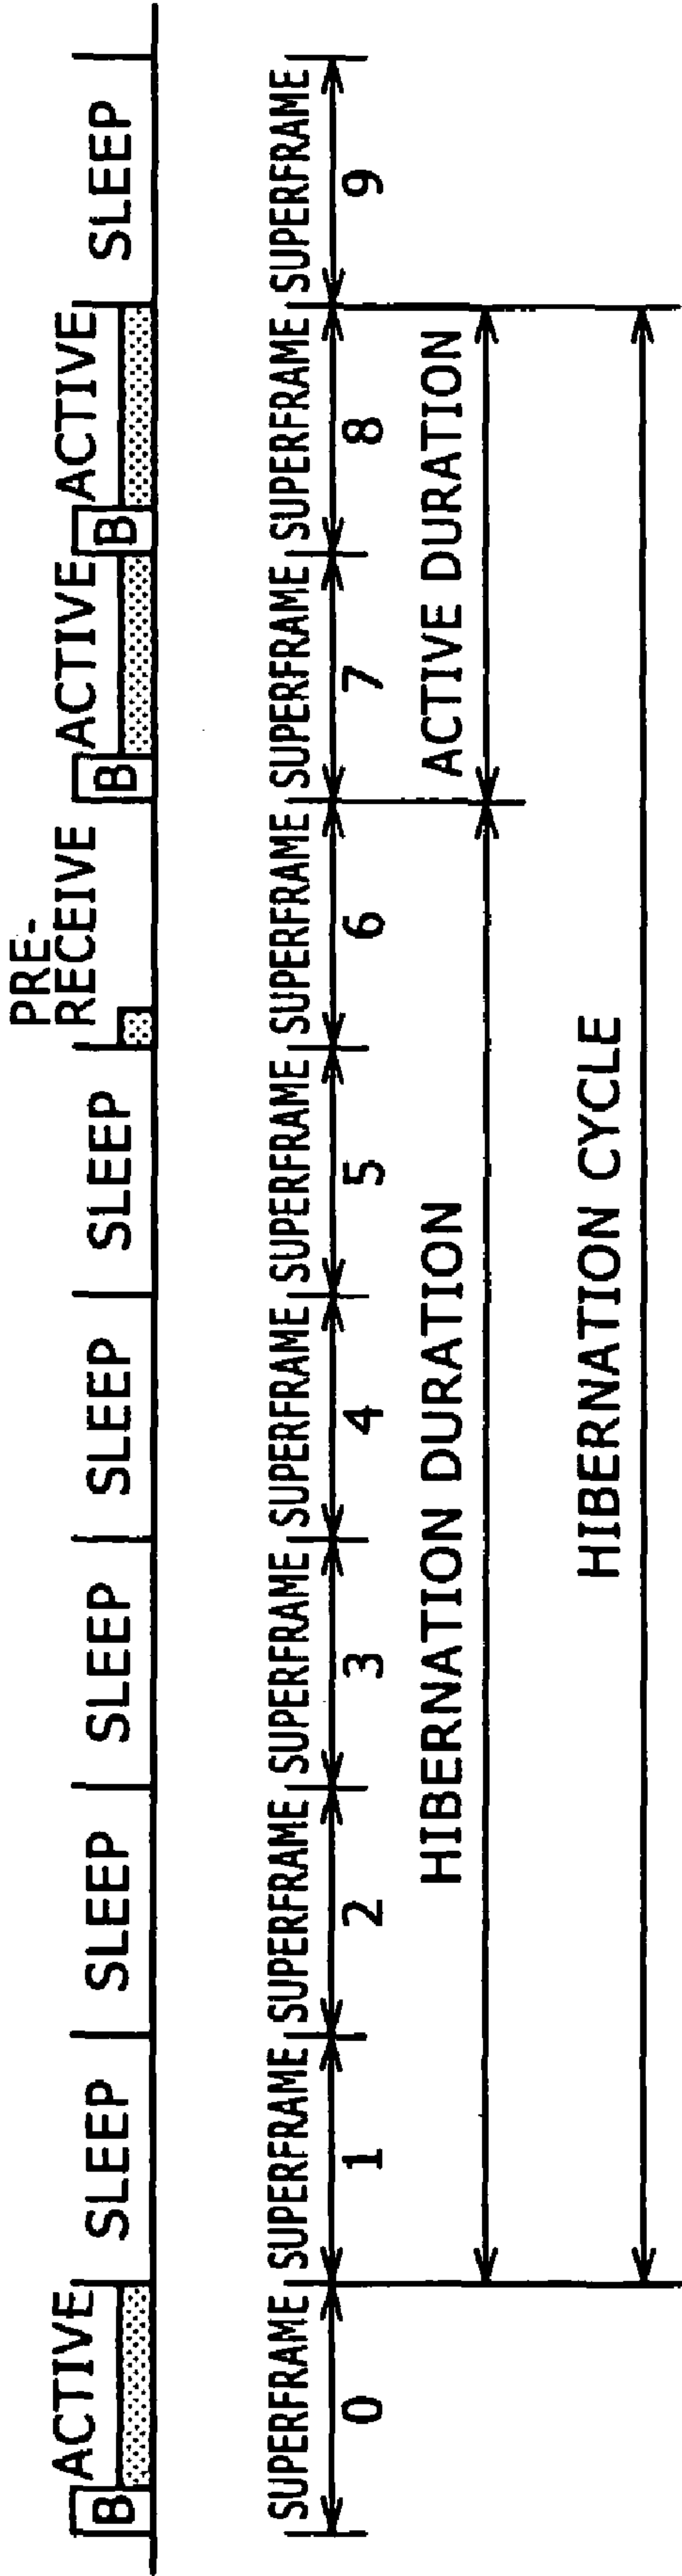 B
ACTIVE
SLEEP
SLEEP
SLEEP
SLEEP
SLEEP
PRE-
RECEIVE
B
ACTIVE
B
ACTIVE
SLEEP
SUPERFRAME
0
SUPERFRAME
1
SUPERFRAME
2
SUPERFRAME
3
SUPERFRAME
4
SUPERFRAME
5
SUPERFRAME
6
SUPERFRAME
7
SUPERFRAME
8
SUPERFRAME
9
HIBERNATION DURATION
ACTIVE DURATION
HIBERNATION CYCLE